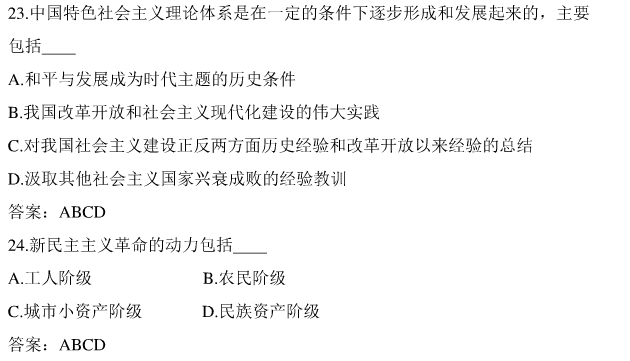 23.中国特色社会主义理论体系是在一定的条件下逐步形成和发展起来的，主要
包括____
A.和平与发展成为时代主题的历史条件
B.我国改革开放和社会主义现代化建设的伟大实践
C.对我国社会主义建设正反两方面历史经验和改革开放以来经验的总结
D.汲取其他社会主义国家兴衰成败的经验教训
答案：ABCD
24.新民主主义革命的动力包括____
A.工人阶级 B.农民阶级
C.城市小资产阶级 D.民族资产阶级
答案：ABCD